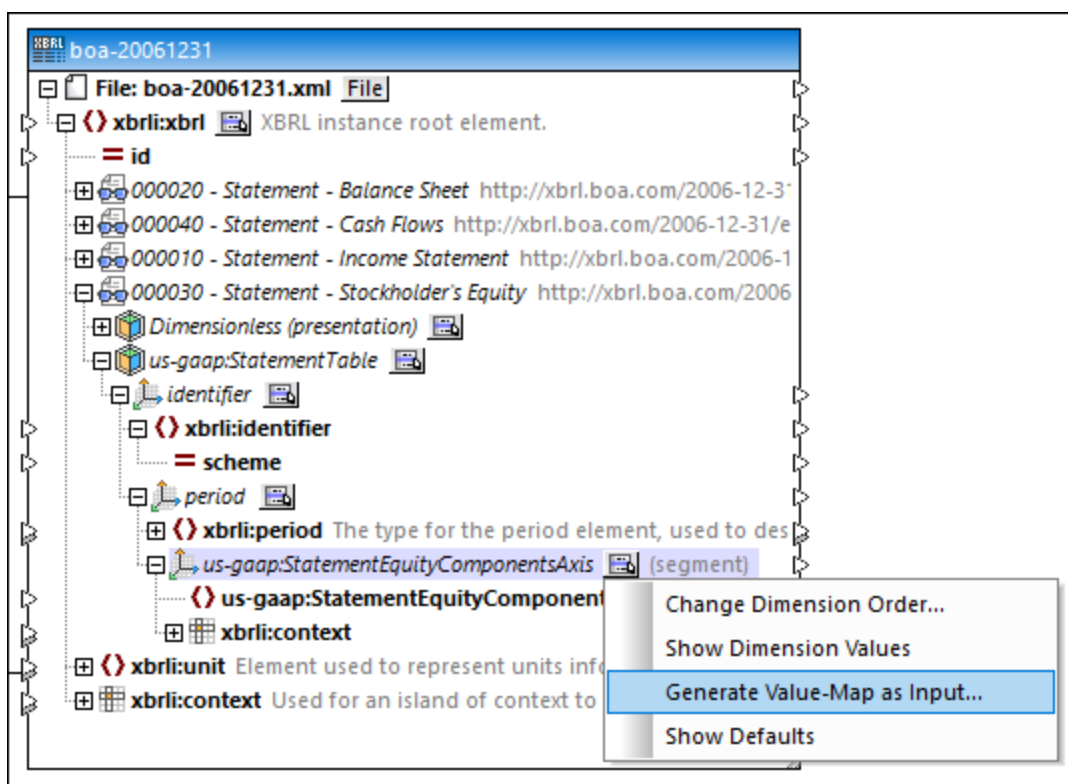 XBRL boa-20061231
File: boa-20061231.xml File
xbrli:xbrl XBRL instance root element.
= id
000020 - Statement - Balance Sheet http://xbrl.boa.com/2006-12-31
000040 - Statement - Cash Flows http://xbrl.boa.com/2006-12-31/e
000010 - Statement - Income Statement http://xbrl.boa.com/2006-1
000030 - Statement - Stockholder's Equity http://xbrl.boa.com/2006
Dimensionless (presentation)
us-gaap:StatementTable
identifier
xbrli:identifier
= scheme
period
xbrli:period The type for the period element, used to des
us-gaap:StatementEquityComponentsAxis (segment)
us-gaap:StatementEquityComponent
xbrli:context
xbrli:unit Element used to represent units info
xbrli:context Used for an island of context to
Change Dimension Order...
Show Dimension Values
Generate Value-Map as Input...
Show Defaults